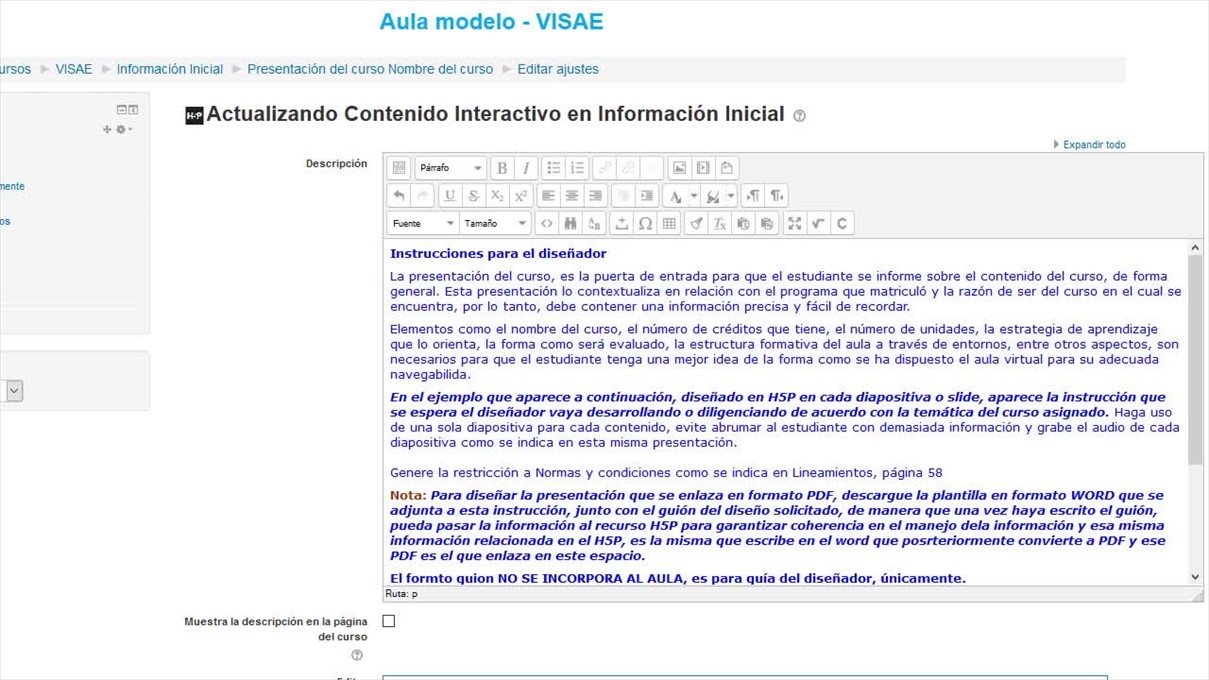 Aula modelo - VISAE
ursos VISAE Información Inicial Presentación del curso Nombre del curso Editar ajustes
H-P Actualizando Contenido Interactivo en Información Inicial
Expandir todo
mente
os
Descripción
Párrafo
Fuente Tamaño
Instrucciones para el diseñador
La presentación del curso, es la puerta de entrada para que el estudiante se informe sobre el contenido del curso, de forma
general. Esta presentación lo contextualiza en relación con el programa que matriculó y la razón de ser del curso en el cual se
encuentra, por lo tanto, debe contener una información precisa y fácil de recordar.
Elementos como el nombre del curso, el número de créditos que tiene, el número de unidades, la estrategia de aprendizaje
que lo orienta, la forma como será evaluado, la estructura formativa del aula a través de entornos, entre otros aspectos, son
necesarios para que el estudiante tenga una mejor idea de la forma como se ha dispuesto el aula virtual para su adecuada
navegabilida.
En el ejemplo que aparece a continuación, diseñado en H5P en cada diapositiva o slide, aparece la instrucción que
se espera el diseñador vaya desarrollando o diligenciando de acuerdo con la temática del curso asignado. Haga uso
de una sola diapositiva para cada contenido, evite abrumar al estudiante con demasiada información y grabe el audio de cada
diapositiva como se indica en esta misma presentación.
Genere la restricción a Normas y condiciones como se indica en Lineamientos, página 58
Nota: Para diseñar la presentación que se enlaza en formato PDF, descargue la plantilla en formato WORD que se
adjunta a esta instrucción, junto con el guión del diseño solicitado, de manera que una vez haya escrito el guión,
pueda pasar la información al recurso H5P para garantizar coherencia en el manejo dela información y esa misma
información relacionada en el H5P, es la misma que escribe en el word que posrteriormente convierte a PDF y ese
PDF es el que enlaza en este espacio.
El formto guion NO SE INCORPORA AL AULA, es para guía del diseñador, únicamente.
Ruta: p
Muestra la descripción en la página
del curso